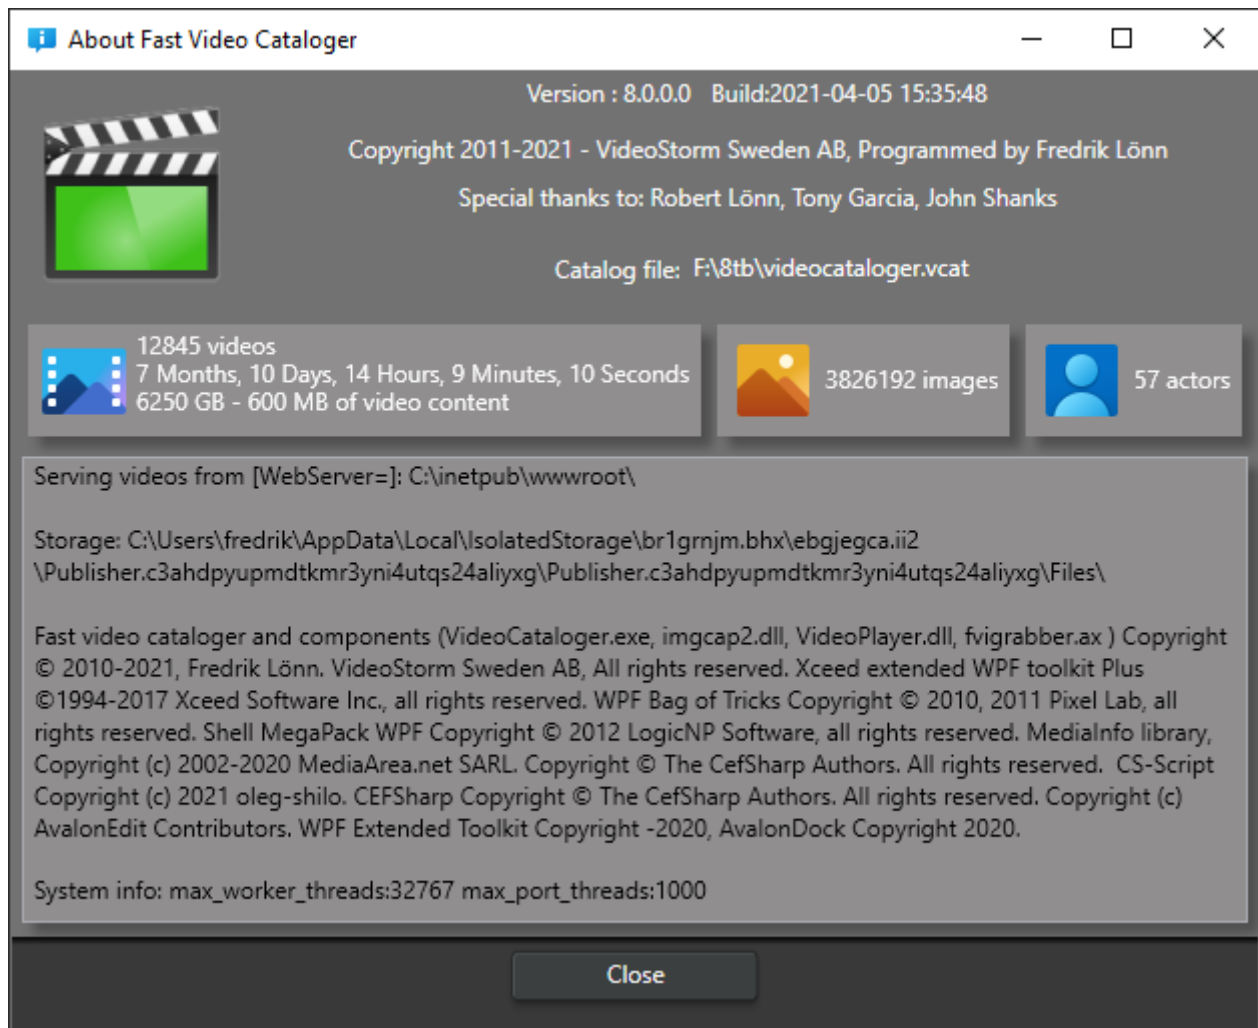 About Fast Video Cataloger
Version : 8.0.0.0 Build:2021-04-05 15:35:48
Copyright 2011-2021 - VideoStorm Sweden AB, Programmed by Fredrik Lönn
Special thanks to: Robert Lönn, Tony Garcia, John Shanks
Catalog file: F:\8tb\videocataloger.vcat
12845 videos
7 Months, 10 Days, 14 Hours, 9 Minutes, 10 Seconds
6250 GB - 600 MB of video content
3826192 images
57 actors
Serving videos from [WebServer=]: C:\inetpub\wwwroot\
Storage: C:\Users\fredrik\AppData\Local\IsolatedStorage\br1grnjm.bhx\ebgjegca.ii2
\Publisher.c3ahdpyupmdtkmr3yni4utqs24aliyxg\Publisher.c3ahdpyupmdtkmr3yni4utqs24aliyxg\Files\
Fast video cataloger and components (VideoCataloger.exe, imgcap2.dll, VideoPlayer.dll, fvigrabber.ax ) Copyright
© 2010-2021, Fredrik Lönn. VideoStorm Sweden AB, All rights reserved. Xceed extended WPF toolkit Plus
©1994-2017 Xceed Software Inc., all rights reserved. WPF Bag of Tricks Copyright © 2010, 2011 Pixel Lab, all
rights reserved. Shell MegaPack WPF Copyright © 2012 LogicNP Software, all rights reserved. MediaInfo library,
Copyright (c) 2002-2020 MediaArea.net SARL. Copyright © The CefSharp Authors. All rights reserved.  CS-Script
Copyright (c) 2021 oleg-shilo. CEFSharp Copyright © The CefSharp Authors. All rights reserved. Copyright (c)
AvalonEdit Contributors. WPF Extended Toolkit Copyright -2020, AvalonDock Copyright 2020.
System info: max_worker_threads:32767 max_port_threads:1000
Close